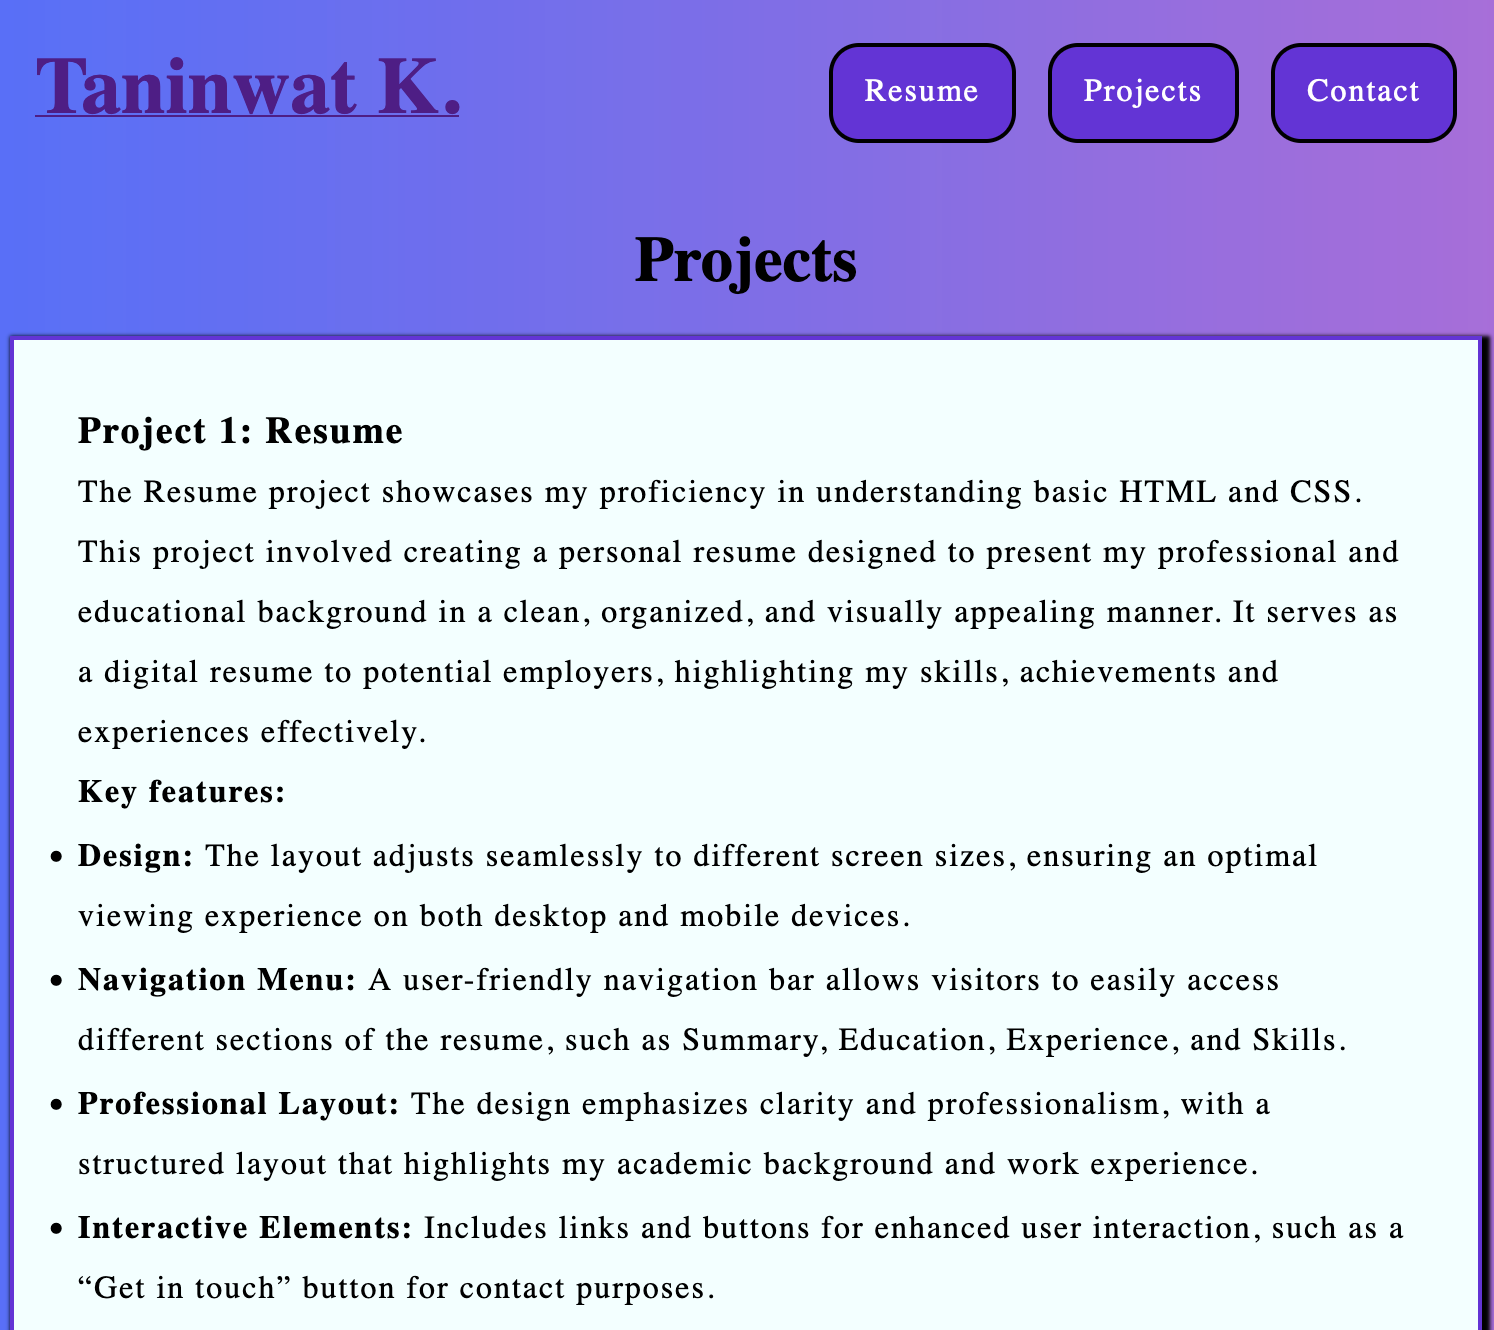 Taninwat K.
Resume
Projects
Contact
Projects
Project 1: Resume
The Resume project showcases my proficiency in understanding basic HTML and CSS.
This project involved creating a personal resume designed to present my professional and
educational background in a clean, organized, and visually appealing manner. It serves as
a digital resume to potential employers, highlighting my skills, achievements and
experiences effectively.
Key features:
• Design: The layout adjusts seamlessly to different screen sizes, ensuring an optimal
viewing experience on both desktop and mobile devices.
• Navigation Menu: A user-friendly navigation bar allows visitors to easily access
different sections of the resume, such as Summary, Education, Experience, and Skills.
• Professional Layout: The design emphasizes clarity and professionalism, with a
structured layout that highlights my academic background and work experience.
• Interactive Elements: Includes links and buttons for enhanced user interaction, such as a
“Get in touch” button for contact purposes.